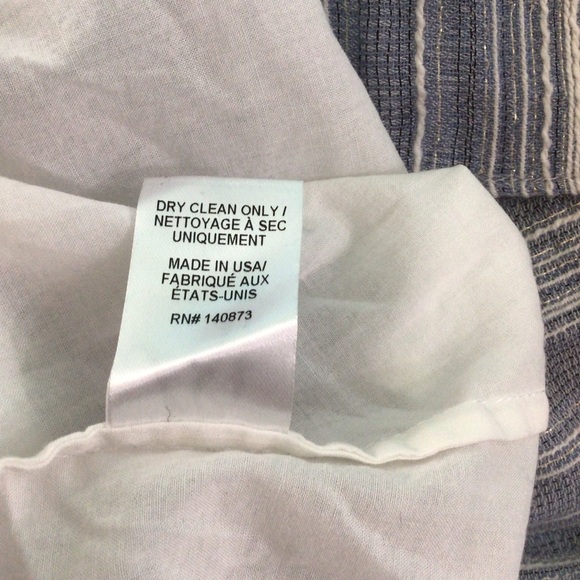 DRY CLEAN ONLY /
NETTOYAGE À SEC
UNIQUEMENT
MADE IN USA/
FABRIQUÉ AUX
ÉTATS-UNIS
RN# 140873